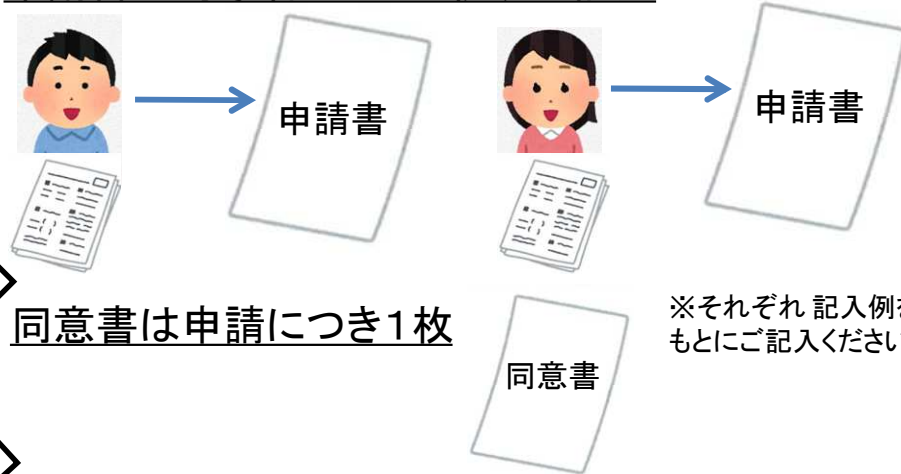 申請書
申請書
同意書は申請につき1枚
※それぞれ 記入例を
もとにご記入ください
同意書